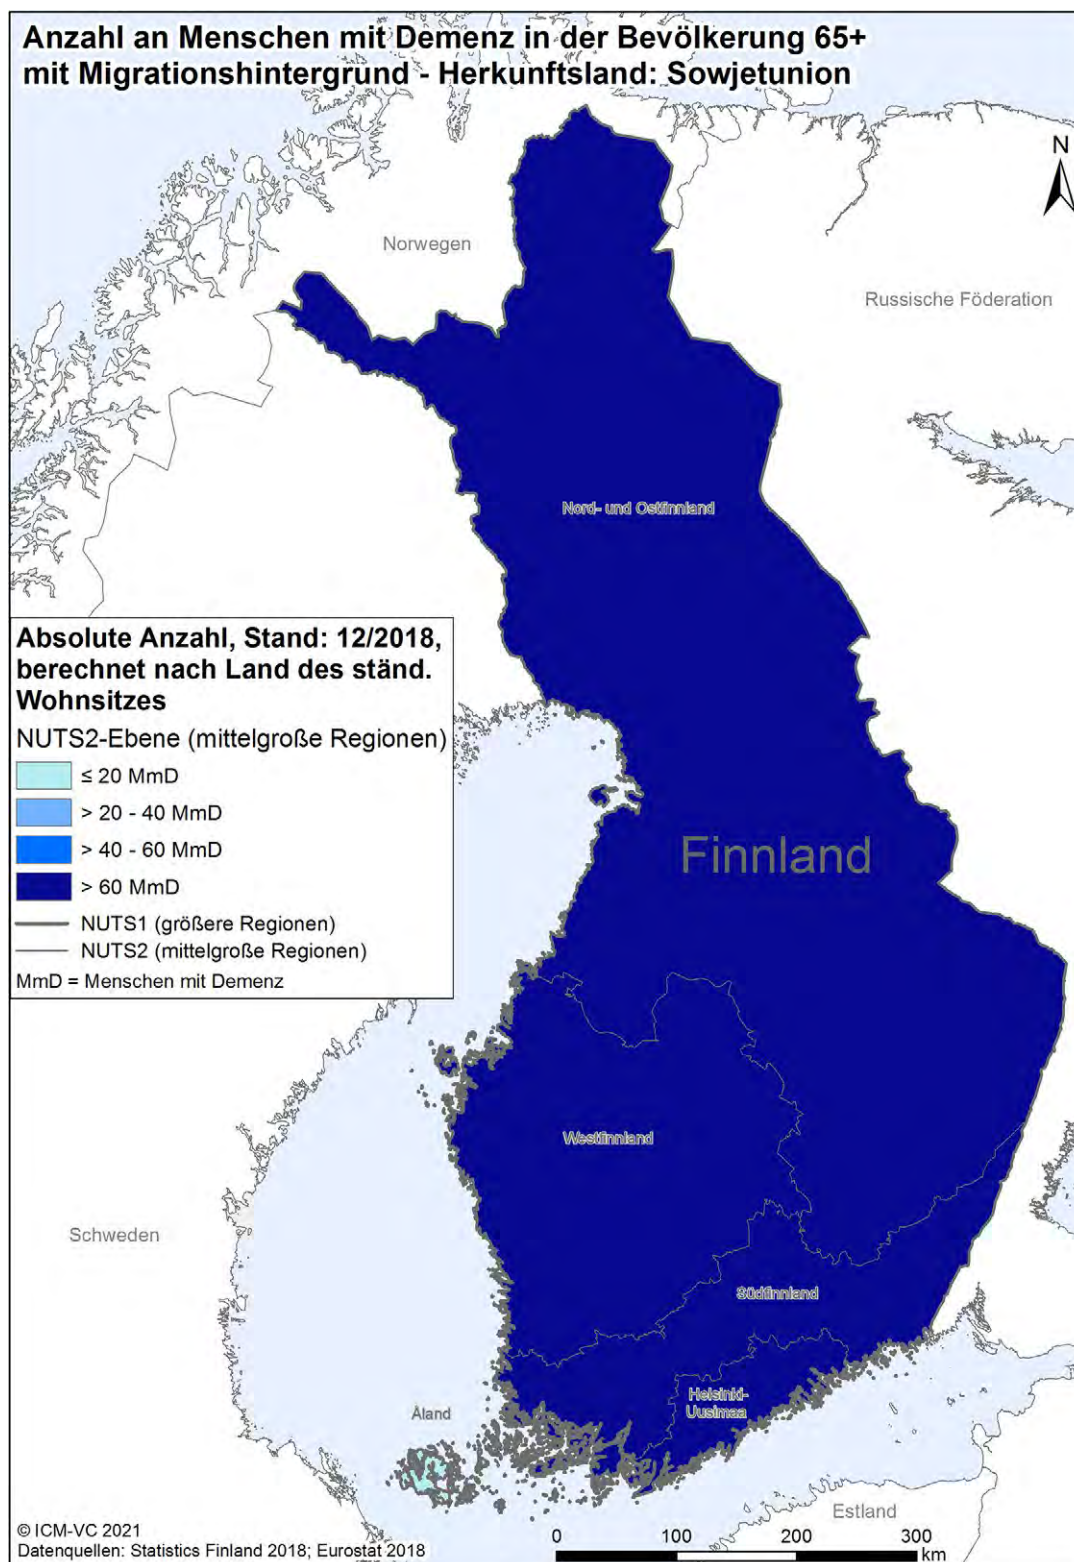 Anzahl an Menschen mit Demenz in der Bevölkerung 65+
mit Migrationshintergrund - Herkunftsland: Sowjetunion
N
Norwegen
Russische Föderation
Nord- und Ostfinnland
Absolute Anzahl, Stand: 12/2018,
berechnet nach Land des ständ.
Wohnsitzes
NUTS2-Ebene (mittelgroße Regionen)
≤ 20 MmD
> 20 - 40 MmD
> 40 - 60 MmD
> 60 MmD
NUTS1 (größere Regionen)
NUTS2 (mittelgroße Regionen)
MmD = Menschen mit Demenz
Finnland
Westfinnland
Schweden
Südfinnland
Helsinki-
Uusimaa
Åland
Estland
© ICM-VC 2021
Datenquellen: Statistics Finland 2018; Eurostat 2018
0 100 200 300
km